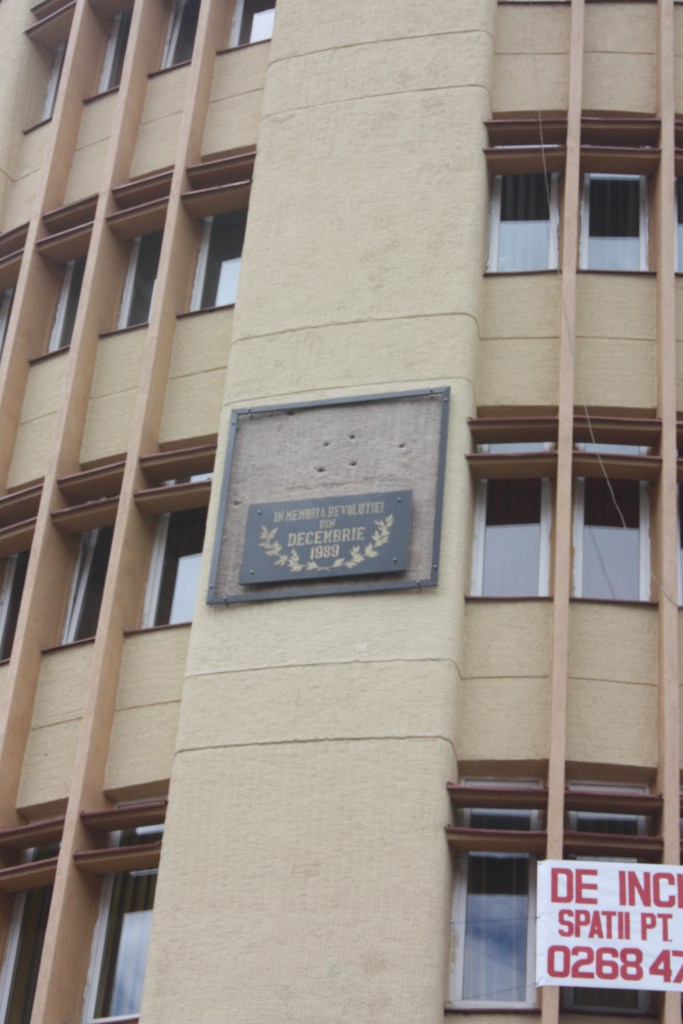 IN MEMORIA REVOLUTIEI
DIN
DECEMBRIE
1989
DE INC
SPATII PT.
0268 47